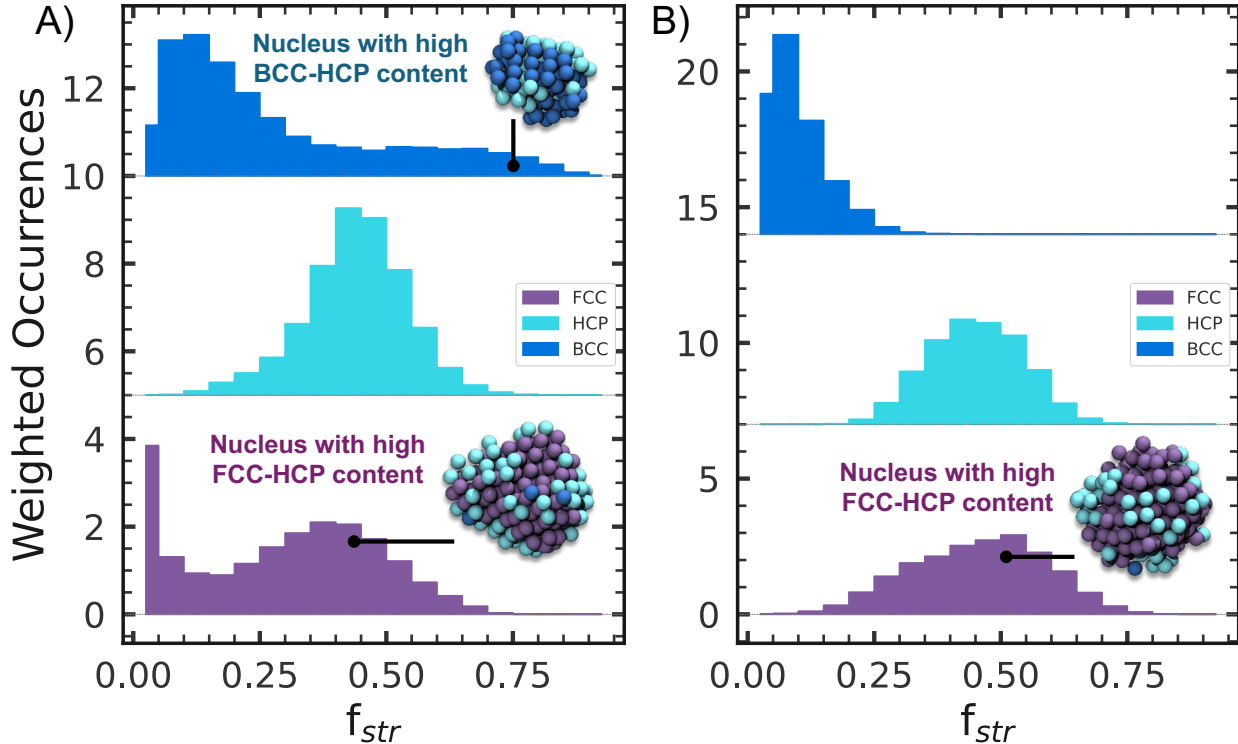 A)
Nucleus with high
BCC-HCP content
Weighted Occurrences
12
10
8
6
4
2
0
FCC
HCP
BCC
Nucleus with high
FCC-HCP content
0.00 0.25 0.50 0.75
f_str
B)
20
15
10
5
0
FCC
HCP
BCC
Nucleus with high
FCC-HCP content
0.00 0.25 0.50 0.75
f_str